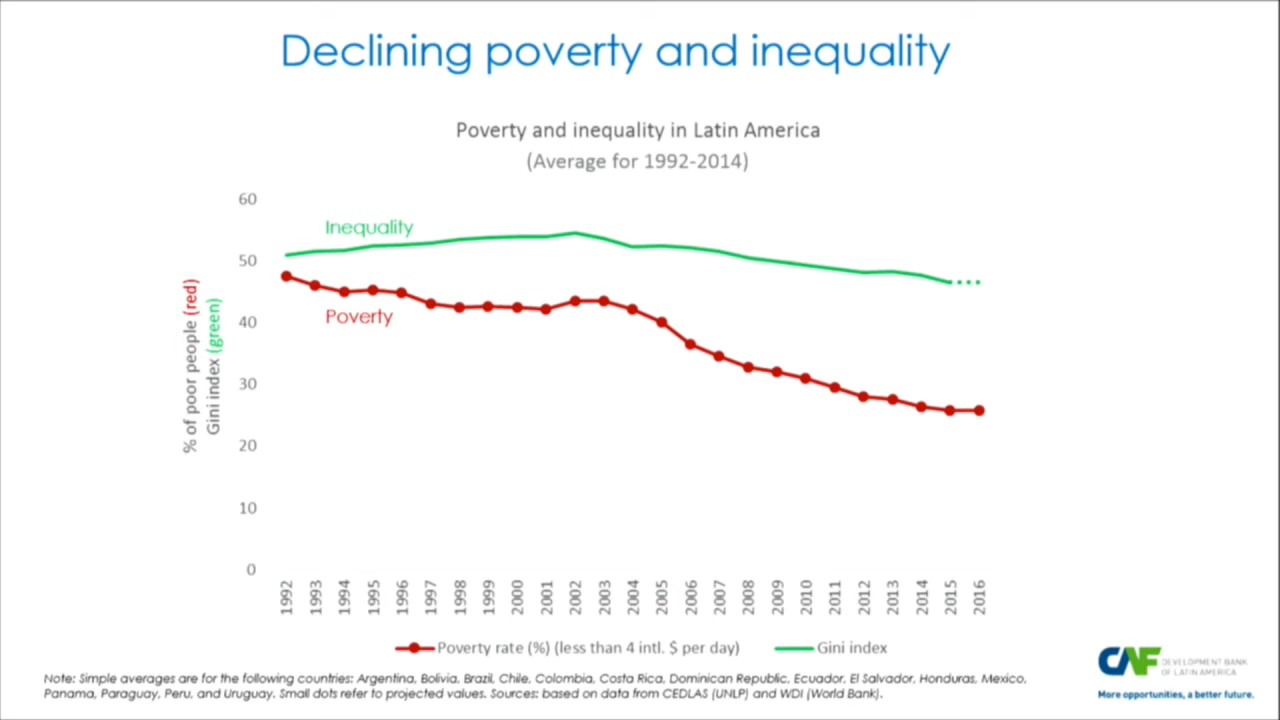 Declining poverty and inequality
Poverty and inequality in Latin America
(Average for 1992-2014)
60
50
40
30
20
10
0
% of poor people (red)
Gini index (green)
Inequality
Poverty
1992
1993
1994
1995
1996
1997
1998
1999
2000
2001
2002
2003
2004
2005
2006
2007
2008
2009
2010
2011
2012
2013
2014
2015
2016
Poverty rate (%) (less than 4 intl. $ per day)
Gini index
Note: Simple averages are for the following countries: Argentina, Bolivia, Brazil, Chile, Colombia, Costa Rica, Dominican Republic, Ecuador, El Salvador, Honduras, Mexico,
Panama, Paraguay, Peru, and Uruguay. Small dots refer to projected values. Sources: based on data from CEDLAS (UNLP) and WDI (World Bank).
CAF
DEVELOPMENT BANK
OF LATIN AMERICA
More opportunities, a better future.